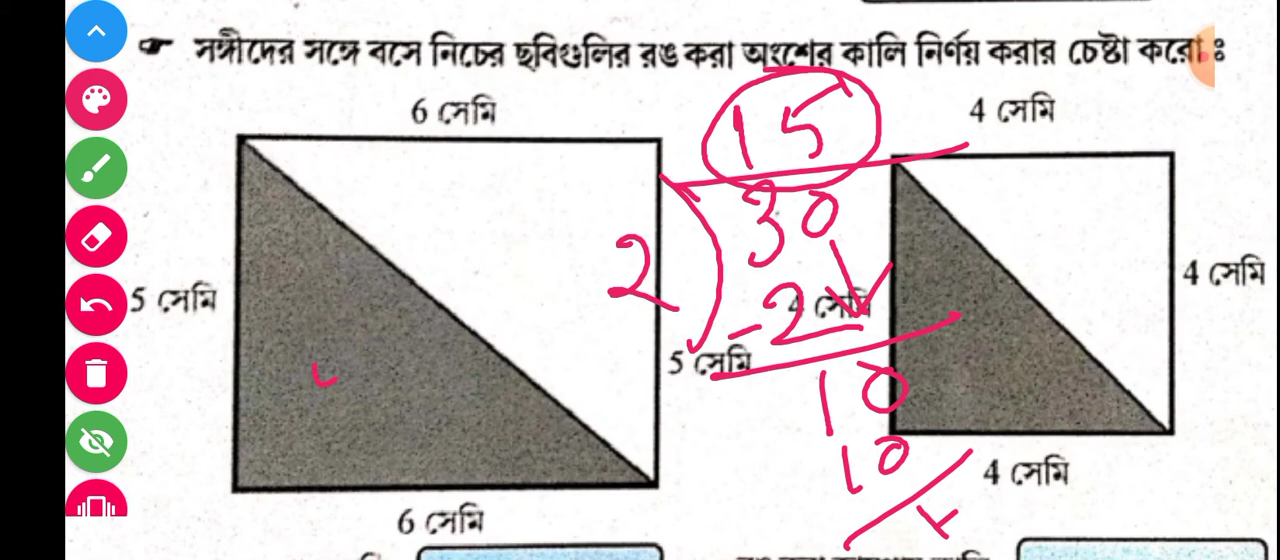 ☞ সঙ্গীদের সঙ্গে বসে নিচের ছবিগুলির রঙ করা অংশের কালি নির্ণয় করার চেষ্টা করো ঃ
6 সেমি
4 সেমি
15
2) 30
5 সেমি
4 সেমি
4 সেমি
-2
5 সেমি
10
10
4 সেমি
6 সেমি